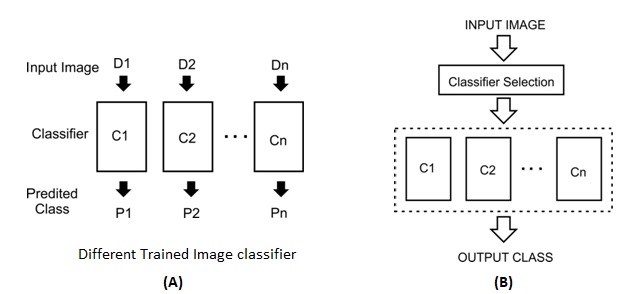 Input Image D1 D2 Dn
Classifier C1 C2 ... Cn
Predited
Class P1 P2 Pn
Different Trained Image classifier
(A)
INPUT IMAGE
Classifier Selection
C1 C2 ... Cn
OUTPUT CLASS
(B)